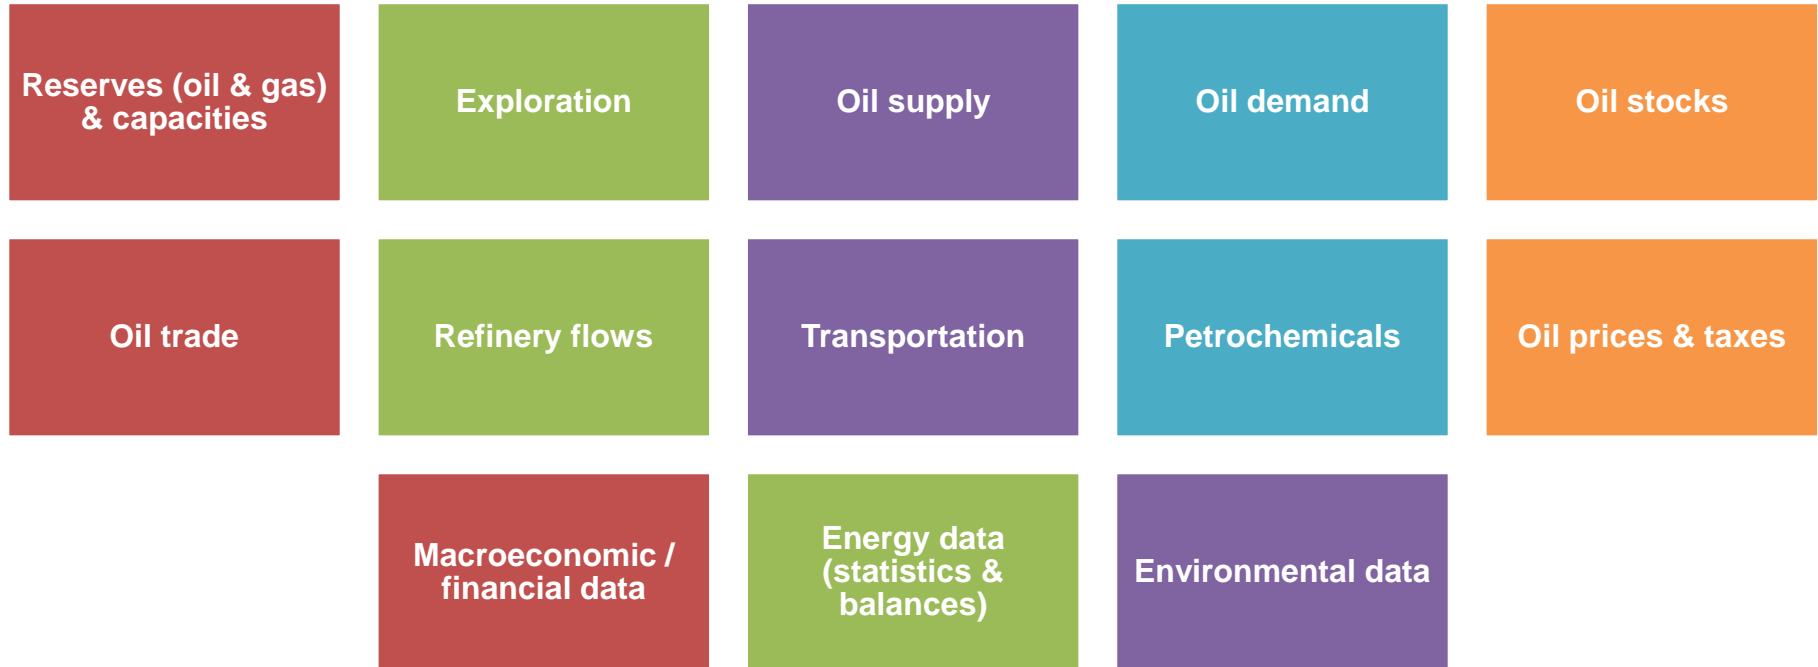 Reserves (oil & gas)
& capacities
Exploration
Oil supply
Oil demand
Oil stocks
Oil trade
Refinery flows
Transportation
Petrochemicals
Oil prices & taxes
Macroeconomic /
financial data
Energy data
(statistics &
balances)
Environmental data